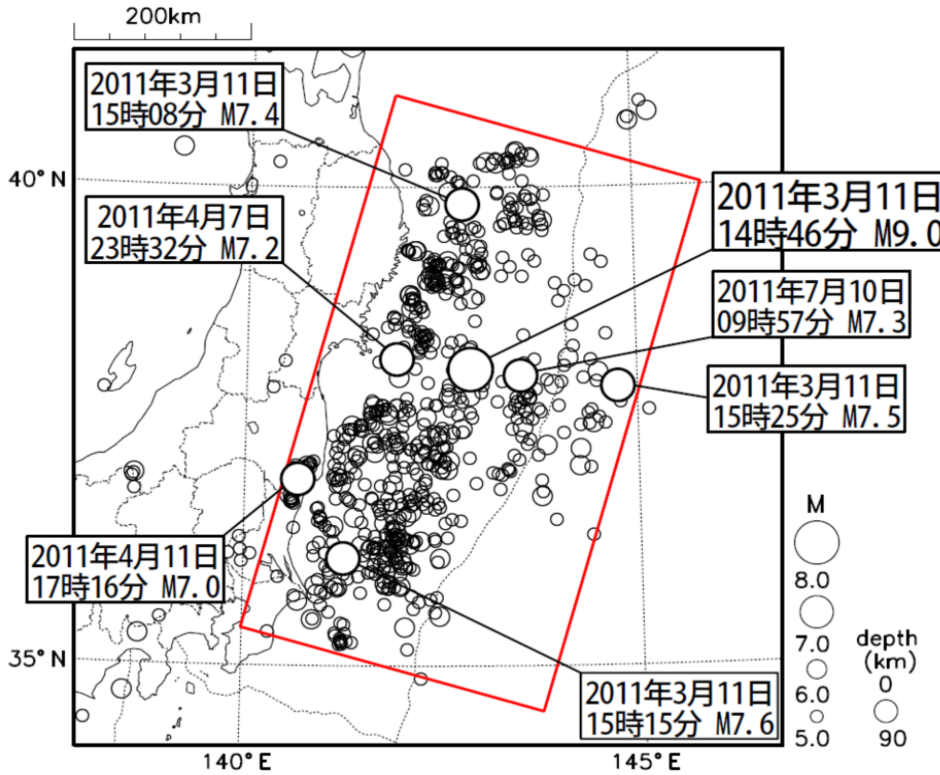 200km
2011年3月11日
15時08分 M7.4
40°N
2011年4月7日
23時32分 M7.2
2011年3月11日
14時46分 M9.0
2011年7月10日
09時57分 M7.3
2011年3月11日
15時25分 M7.5
2011年4月11日
17時16分 M7.0
35°N
2011年3月11日
15時15分 M7.6
M
8.0
7.0
6.0
5.0
depth
(km)
0
90
140°E
145°E